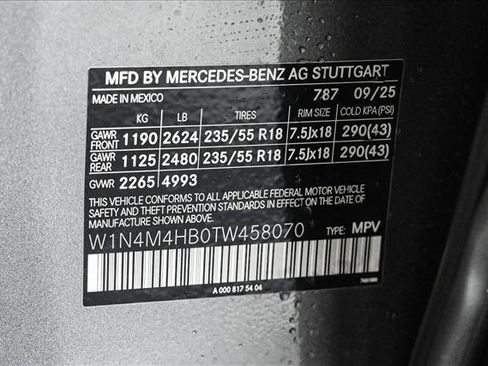 MFD BY MERCEDES-BENZ AG STUTTGART
MADE IN MEXICO 787 09/25
KG LB TIRES RIM SIZE COLD KPA(PSI)
GAWR FRONT 1190 2624 235/55 R18 7.5Jx18 290(43)
GAWR REAR 1125 2480 235/55 R18 7.5Jx18 290(43)
GVWR 2265 4993
THIS VEHICLE CONFORMS TO ALL APPLICABLE FEDERAL MOTOR VEHICLE
SAFETY AND THEFT PREVENTION STANDARDS IN EFFECT ON THE DATE
OF MANUFACTURE SHOWN ABOVE.
W1N4M4HB0TW458070 TYPE: MPV
A 000 817 54 04